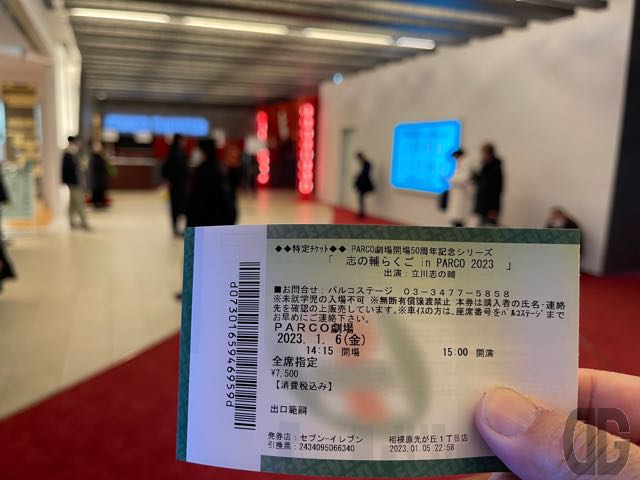 ◆◆特定ﾁｹｯﾄ◆◆ PARCO劇場開場50周年記念シリーズ
「 志の輔らくご in PARCO 2023 」
出演：立川志の輔
■お問合せ：パルコステージ 03-3477-5858
※未就学児の入場不可 ※無断有償譲渡禁止 本券は購入者の氏名・連絡
先を確認の上販売しています。※車ｲｽの方は、座席番号をﾊﾟﾙｺｽﾃｰｼﾞまで
お早めにご連絡下さい。
PARCO劇場
2023. 1. 6(金)
14:15 開場 15:00 開演
全席指定
¥7,500
【消費税込み】
出口範嗣
発券店：セブン-イレブン 相模原光が丘１丁目店
引換票：2434095066340 2023.01.05 22:58
d7301659469559d
DG